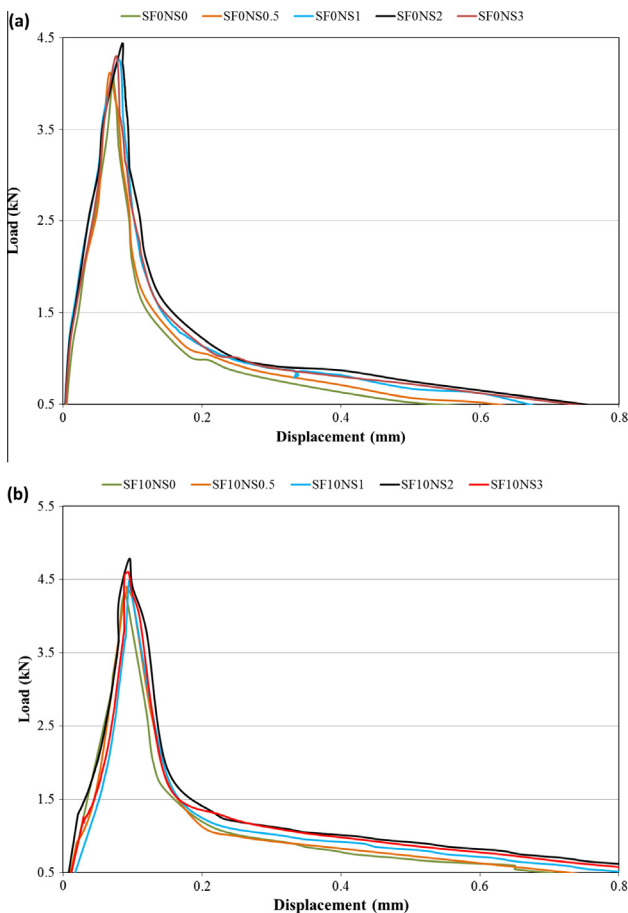 (a)
SF0NS0 SF0NS0.5 SF0NS1 SF0NS2 SF0NS3
4.5
3.5
2.5
1.5
0.5
Load (kN)
0 0.2 0.4 0.6 0.8
Displacement (mm)
(b)
SF10NS0 SF10NS0.5 SF10NS1 SF10NS2 SF10NS3
5.5
4.5
3.5
2.5
1.5
0.5
Load (kN)
0 0.2 0.4 0.6 0.8
Displacement (mm)